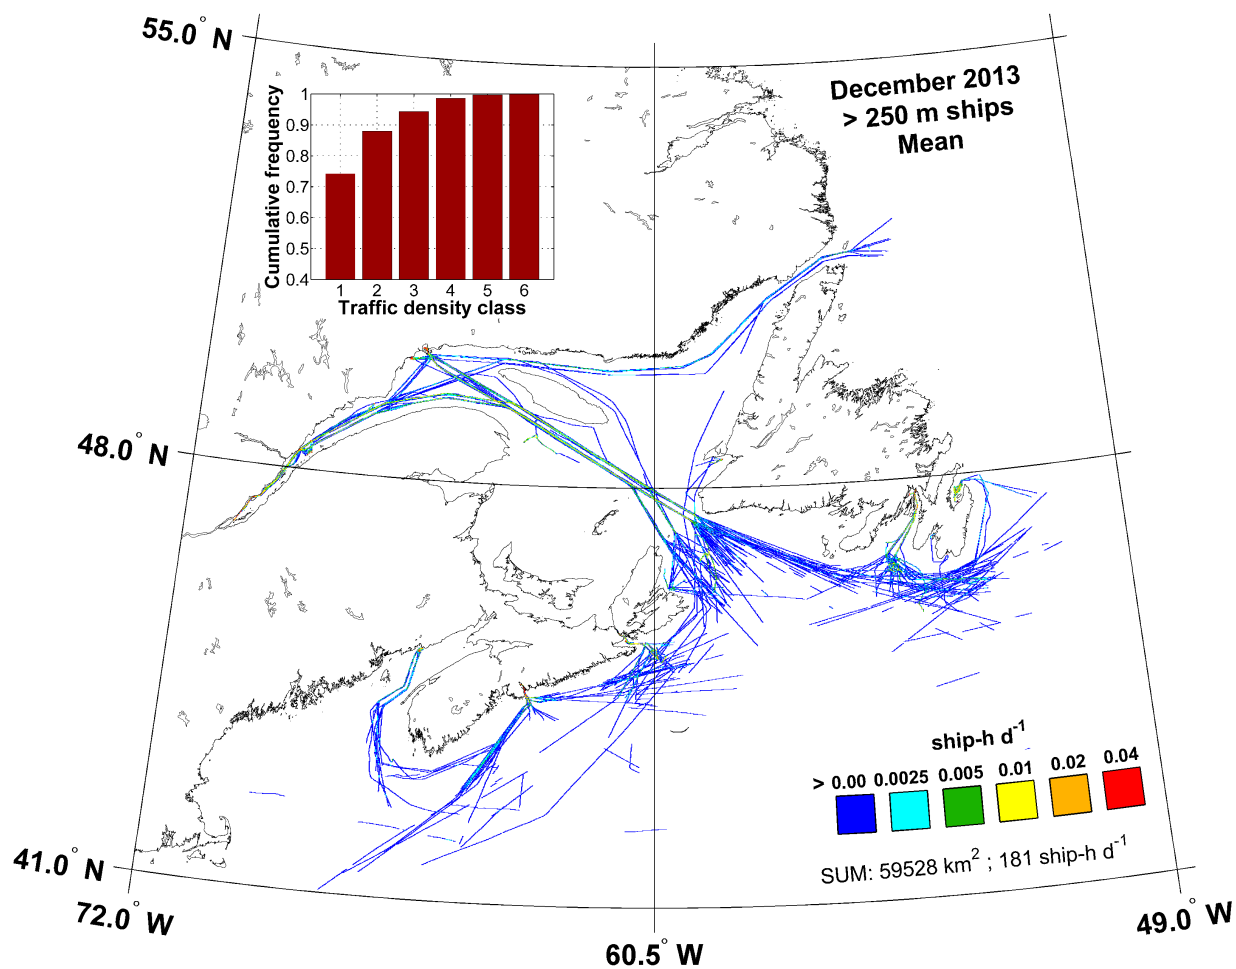 55.0° N
December 2013
> 250 m ships
Mean
Cumulative frequency
1
0.9
0.8
0.7
0.6
0.5
0.4
1 2 3 4 5 6
Traffic density class
48.0° N
ship-h d⁻¹
> 0.00 0.0025 0.005 0.01 0.02 0.04
SUM: 59528 km² ; 181 ship-h d⁻¹
41.0° N
72.0° W
60.5° W
49.0° W